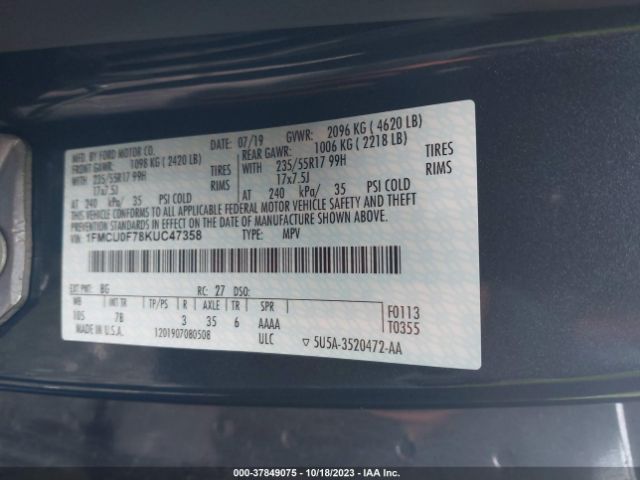 MFD. BY FORD MOTOR CO.
DATE: 07/19 GVWR: 2096 KG ( 4620 LB)
FRONT GAWR: 1098 KG ( 2420 LB)
REAR GAWR: 1006 KG ( 2218 LB)
WITH 235/55R17 99H TIRES
WITH 235/55R17 99H TIRES
17x7.5J RIMS
17x7.5J RIMS
AT 240 kPa/ 35 PSI COLD
AT 240 kPa/ 35 PSI COLD
THIS VEHICLE CONFORMS TO ALL APPLICABLE FEDERAL MOTOR VEHICLE SAFETY AND THEFT
PREVENTION STANDARDS IN EFFECT ON THE DATE OF MANUFACTURE SHOWN ABOVE.
VIN: 1FMCU0F78KUC47358 TYPE: MPV
EXT PNT: BG RC: 27 DSO:
WB INT TR TP/PS R AXLE TR SPR
105 7B 3 35 6 AAAA
F0113
T0355
MADE IN U.S.A. 1201907080508 ULC ▽ 5U5A-3520472-AA
000-37849075 - 10/18/2023 - IAA Inc.